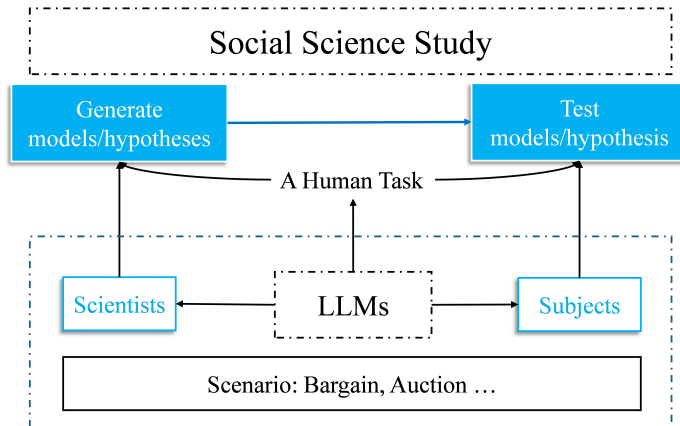 Social Science Study
Generate
models/hypotheses
Test
models/hypothesis
A Human Task
Scientists
LLMs
Subjects
Scenario: Bargain, Auction …